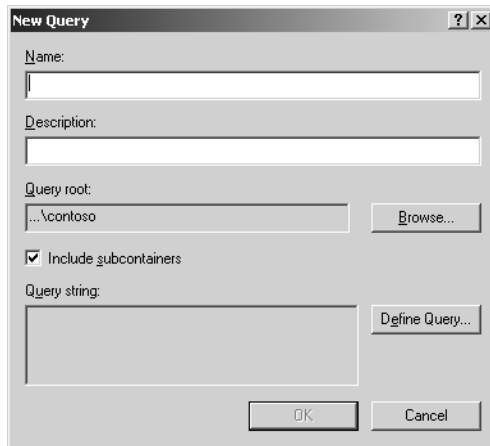 New Query
Name:
Description:
Query root:
...\contoso
Browse...
Include subcontainers
Query string:
Define Query...
OK
Cancel